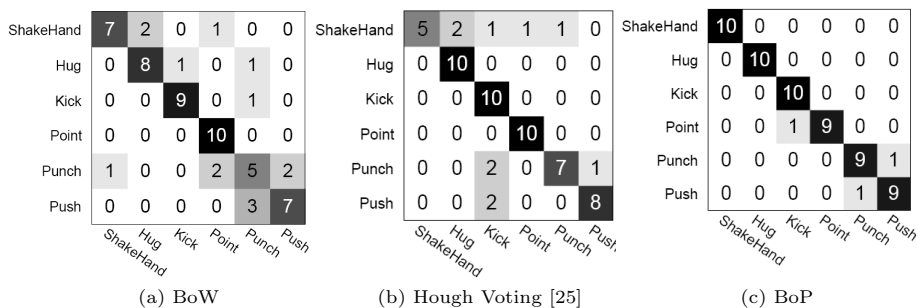 ShakeHand 7 2 0 1 0 0
Hug 0 8 1 0 1 0
Kick 0 0 9 0 1 0
Point 0 0 0 10 0 0
Punch 1 0 0 2 5 2
Push 0 0 0 0 3 7
ShakeHand Hug Kick Point Punch Push
(a) BoW
ShakeHand 5 2 1 1 1 0
Hug 0 10 0 0 0 0
Kick 0 0 10 0 0 0
Point 0 0 0 10 0 0
Punch 0 0 2 0 7 1
Push 0 0 2 0 0 8
ShakeHand Hug Kick Point Punch Push
(b) Hough Voting [25]
ShakeHand 10 0 0 0 0 0
Hug 0 10 0 0 0 0
Kick 0 0 10 0 0 0
Point 0 0 1 9 0 0
Punch 0 0 0 0 9 1
Push 0 0 0 0 1 9
ShakeHand Hug Kick Point Punch Push
(c) BoP